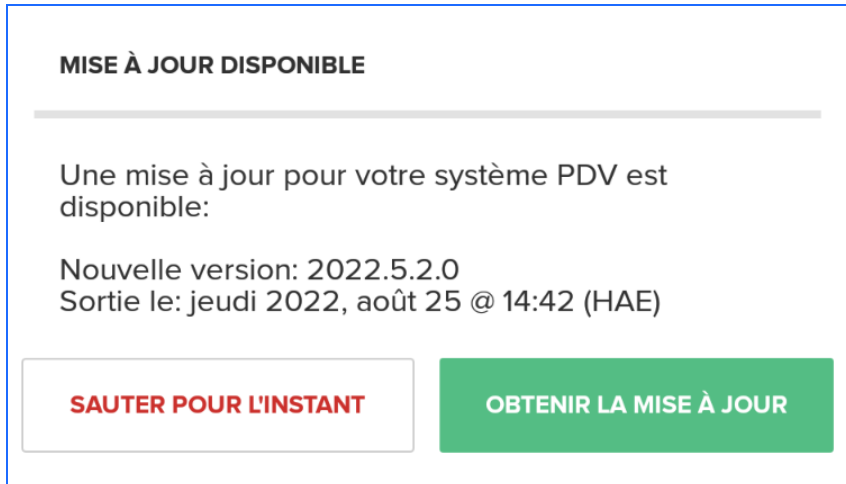 MISE À JOUR DISPONIBLE
Une mise à jour pour votre système PDV est
disponible:
Nouvelle version: 2022.5.2.0
Sortie le: jeudi 2022, août 25 @ 14:42 (HAE)
SAUTER POUR L'INSTANT
OBTENIR LA MISE À JOUR